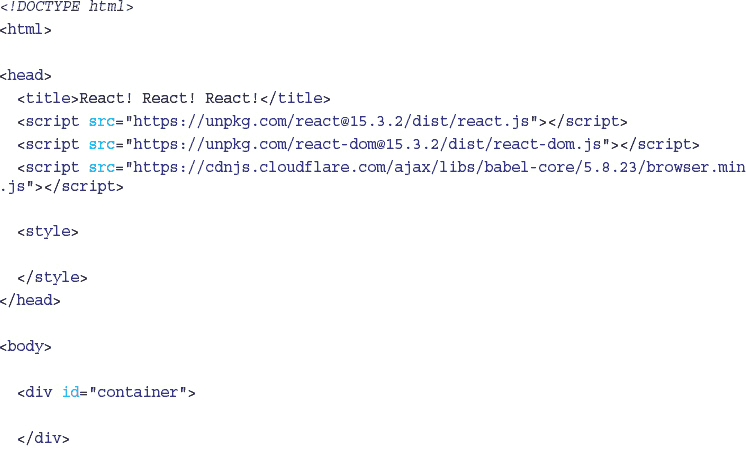 <!DOCTYPE html>
<html>
<head>
<title>React! React! React!</title>
<script src="https://unpkg.com/react@15.3.2/dist/react.js"></script>
<script src="https://unpkg.com/react-dom@15.3.2/dist/react-dom.js"></script>
<script src="https://cdnjs.cloudflare.com/ajax/libs/babel-core/5.8.23/browser.min
.js"></script>
<style>
</style>
</head>
<body>
<div id="container">
</div>